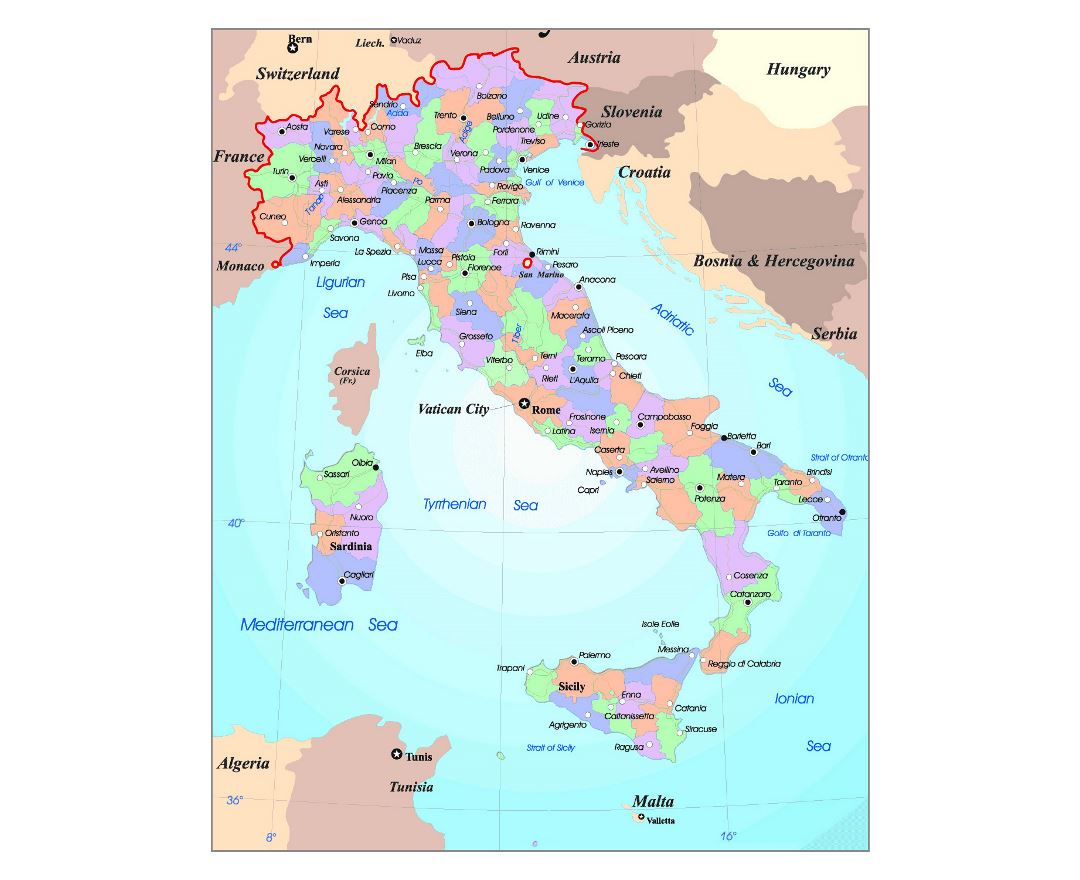 Bern
Liech.
Vaduz
Austria
Hungary
Switzerland
Bolzano
Sondrio
Adda
Trento
Belluno
Udine
Slovenia
Aosta
Varese
Como
Adige
Pordenone
Gorizia
Treviso
Trieste
Novara
Brescia
Verona
France
Vercelli
Milan
Venice
Croatia
Turin
Pavia
Padova
Asti
Piacenza
Po
Rovigo
Gulf of Venice
Tanaro
Alessandria
Parma
Ferrara
Cuneo
Genoa
Bologna
Ravenna
Savona
44°
La Spezia
Massa
Forli
Rimini
Monaco
Imperia
Lucca
Pistoia
Pesaro
Bosnia & Hercegovina
Pisa
Florence
San Marino
Ligurian
Anacona
Livorno
Sea
Siena
Macerata
Adriatic
Tiber
Ascoli Piceno
Serbia
Grosseto
Elba
Viterbo
Terni
Teramo
Pescara
Corsica
(Fr.)
Rieti
L'Aquila
Chieti
Sea
Vatican City
Rome
Frosinone
Campobasso
Latina
Isernia
Foggia
Barletta
Bari
Caserta
Strait of Otranto
Olbia
Sassari
Naples
Avellino
Salerno
Matera
Brindisi
Taranto
Capri
Potenza
Lecce
Tyrrhenian Sea
Nuoro
Otranto
40°
Oristanto
Golfo di Taranto
Sardinia
Cagliari
Cosenza
Catanzaro
Mediterranean Sea
Isole Eolie
Messina
Palermo
Reggio di Calabria
Trapani
Sicily
Enna
Ionian
Catania
Caltanissetta
Agrigento
Siracuse
Strait of Sicily
Ragusa
Sea
Tunis
Algeria
Tunisia
36°
Malta
Valletta
8°
16°